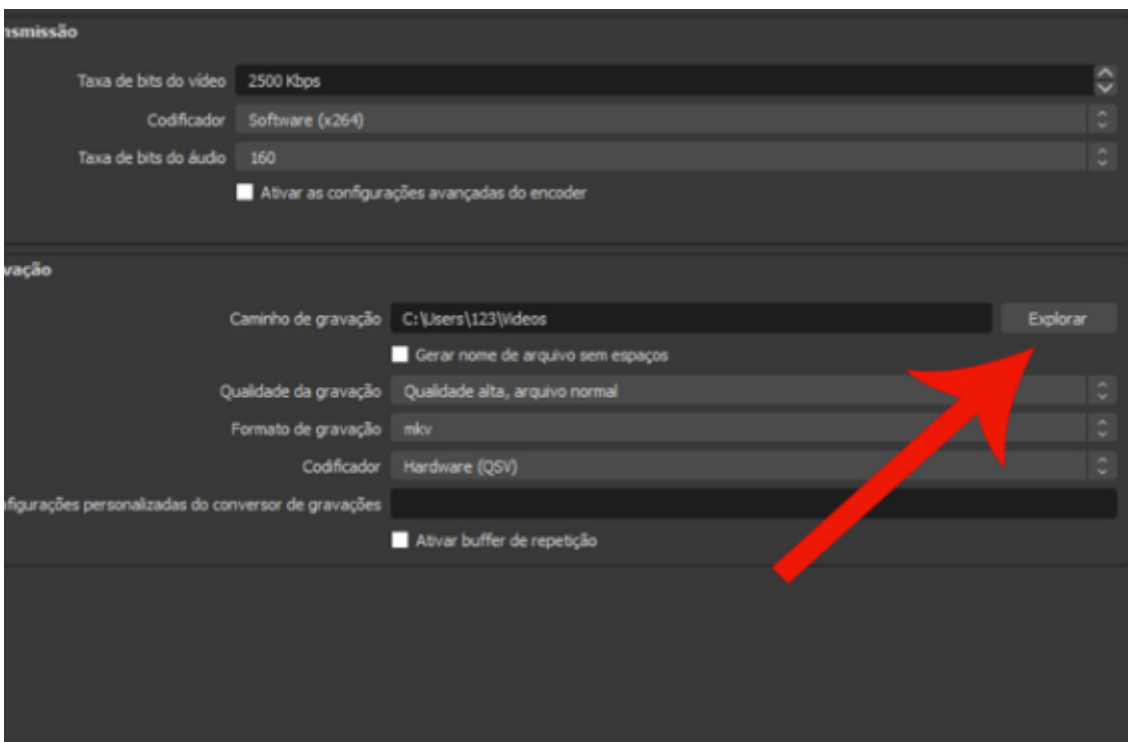 nsmissão
Taxa de bits do vídeo 2500 Kbps
Codificador Software (x264)
Taxa de bits do áudio 160
Ativar as configurações avançadas do encoder
vação
Caminho de gravação C:\Users\123\Videos Explorar
Gerar nome de arquivo sem espaços
Qualidade da gravação Qualidade alta, arquivo normal
Formato de gravação mkv
Codificador Hardware (QSV)
nfigurações personalizadas do conversor de gravações
Ativar buffer de repetição